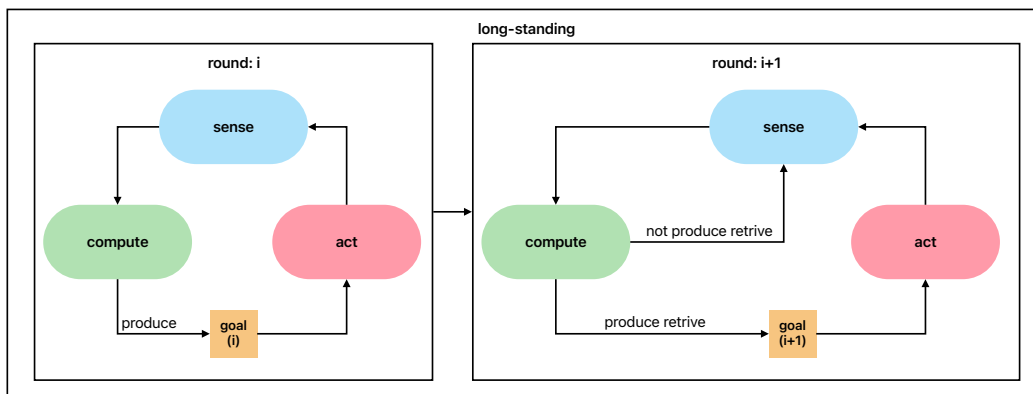 long-standing
round: i
sense
compute
act
produce
goal
(i)
round: i+1
sense
compute
not produce retrive
act
produce retrive
goal
(i+1)